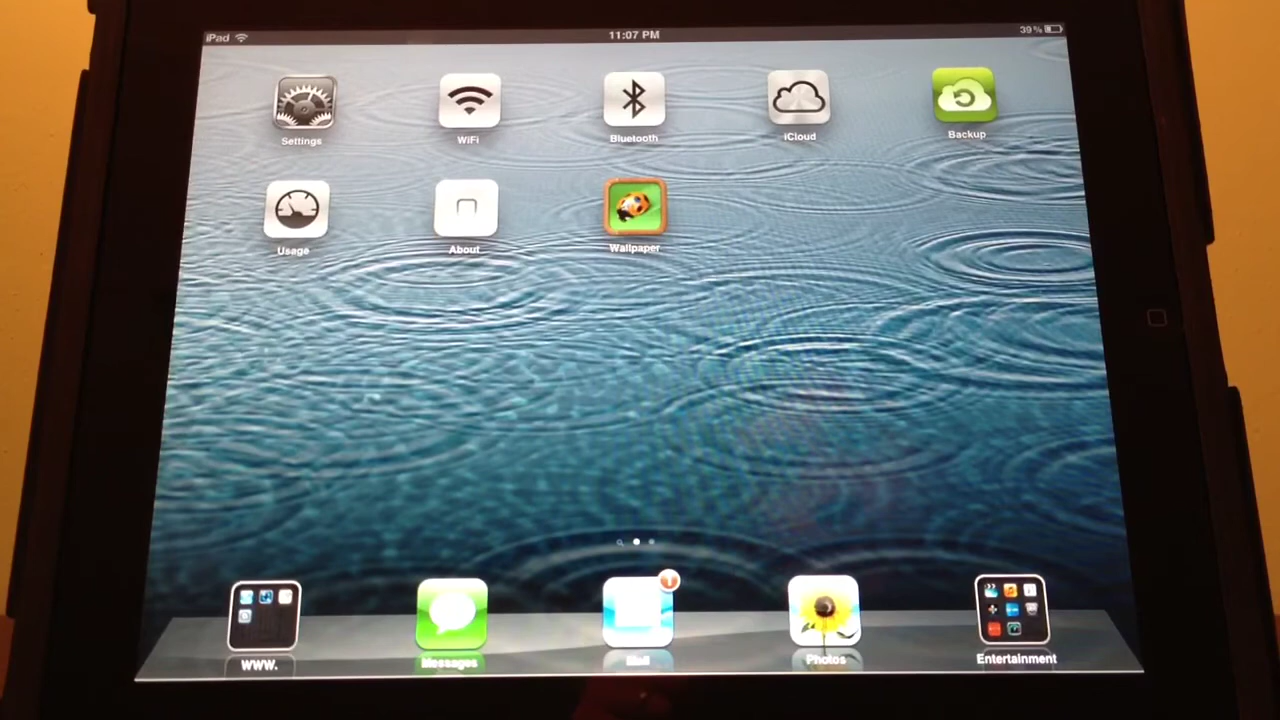 iPad 11:07 PM 39%
Settings WiFi Bluetooth iCloud Backup
Usage About Wallpaper
WWW. Messages Mail Photos Entertainment